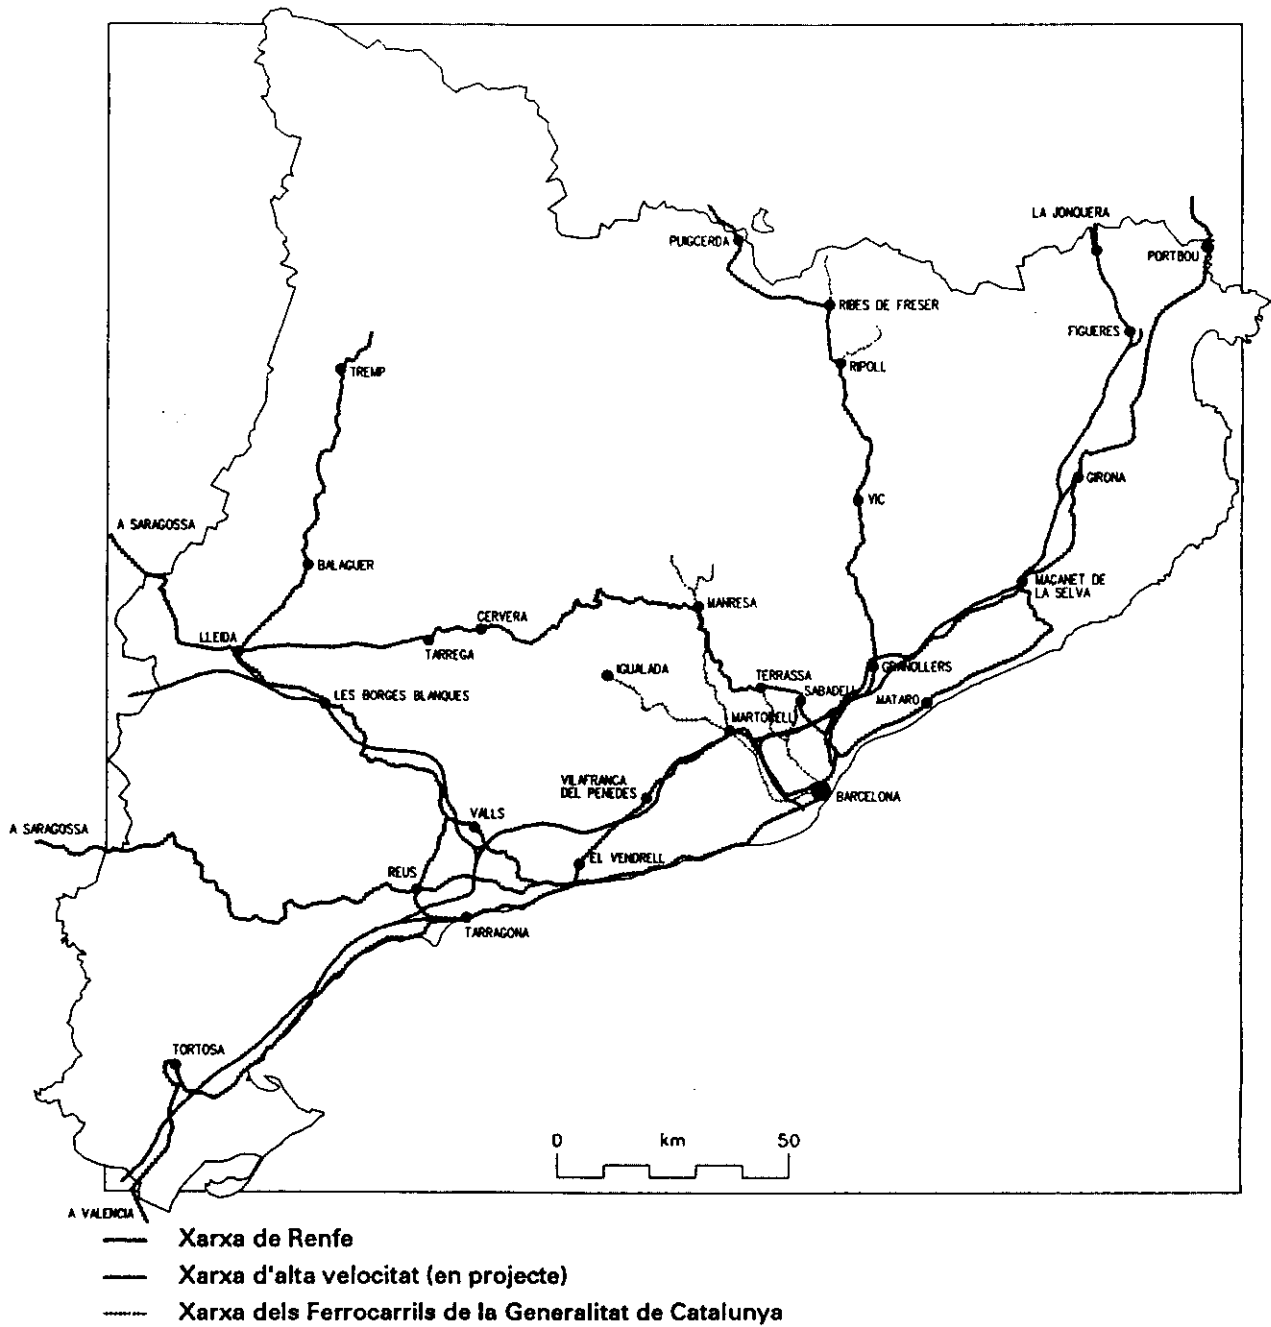 LA JONQUERA
PUIGCERDA
PORTBOU
RIBES DE FRESER
FIGUERES
RIPOLL
TREMP
GIRONA
VIC
A SARAGOSSA
BALAGUER
MAÇANET DE
LA SELVA
MANRESA
CERVERA
LLEIDA
TARREGA
IGUALADA
TERRASSA
GRANOLLERS
SABADELL
LES BORGES BLANQUES
MATARO
MARTORELL
VILAFRANCA
DEL PENEDES
BARCELONA
VALLS
A SARAGOSSA
EL VENDRELL
REUS
TARRAGONA
TORTOSA
0 km 50
A VALENCIA
Xarxa de Renfe
Xarxa d'alta velocitat (en projecte)
Xarxa dels Ferrocarrils de la Generalitat de Catalunya